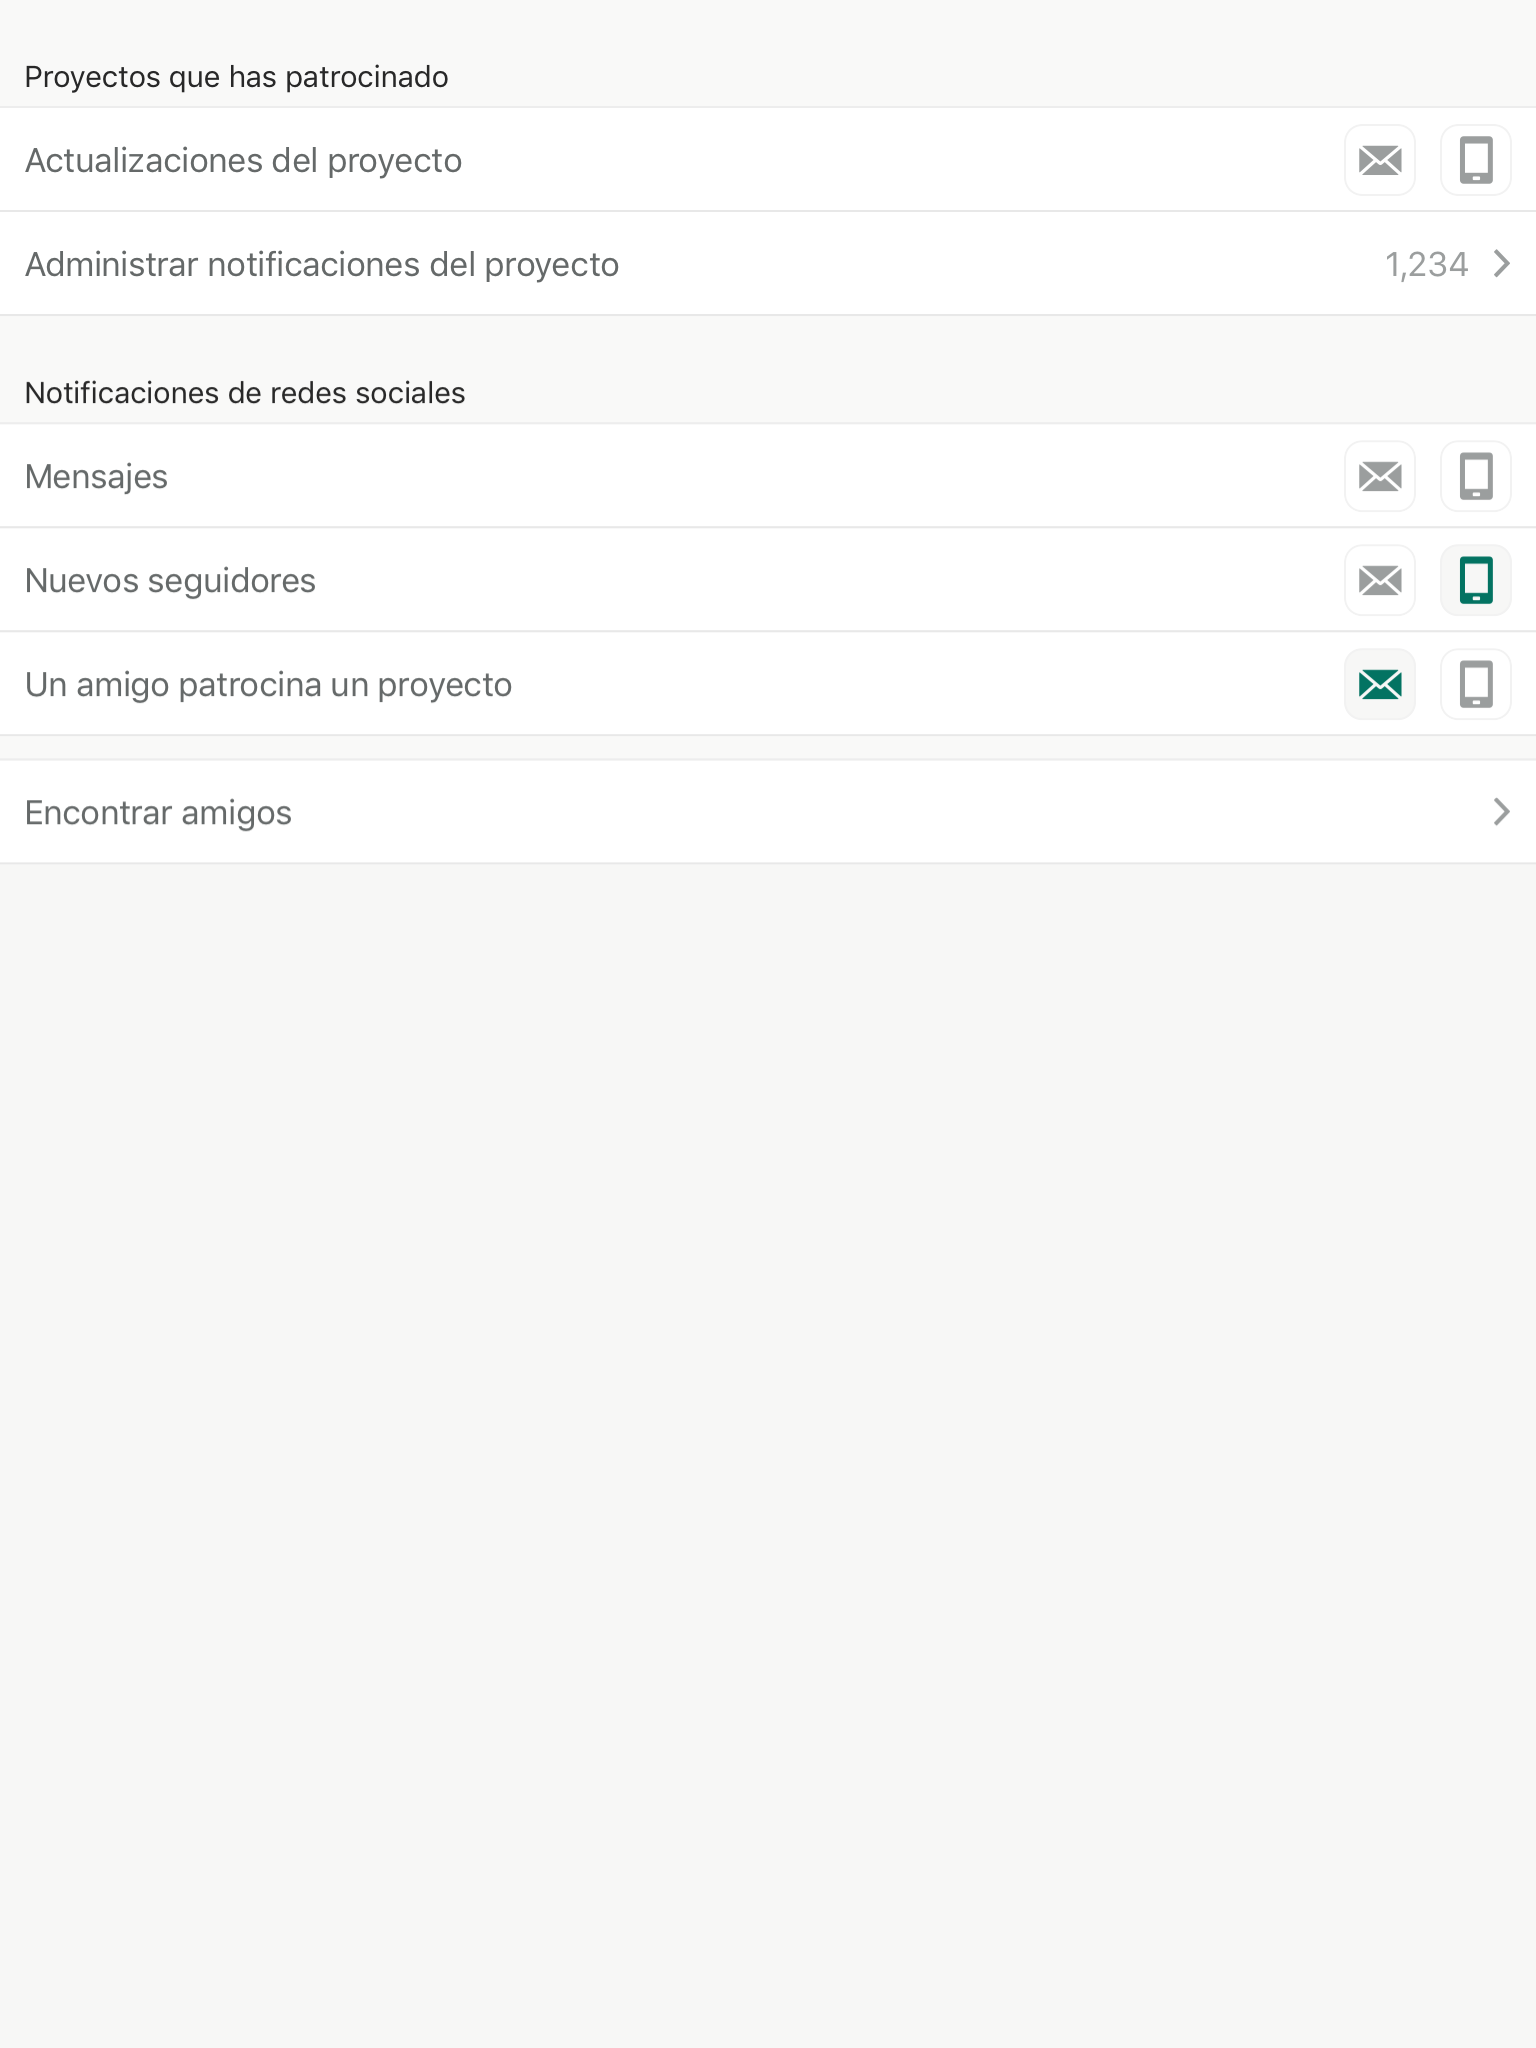 Proyectos que has patrocinado
Actualizaciones del proyecto
Administrar notificaciones del proyecto 1,234
Notificaciones de redes sociales
Mensajes
Nuevos seguidores
Un amigo patrocina un proyecto
Encontrar amigos